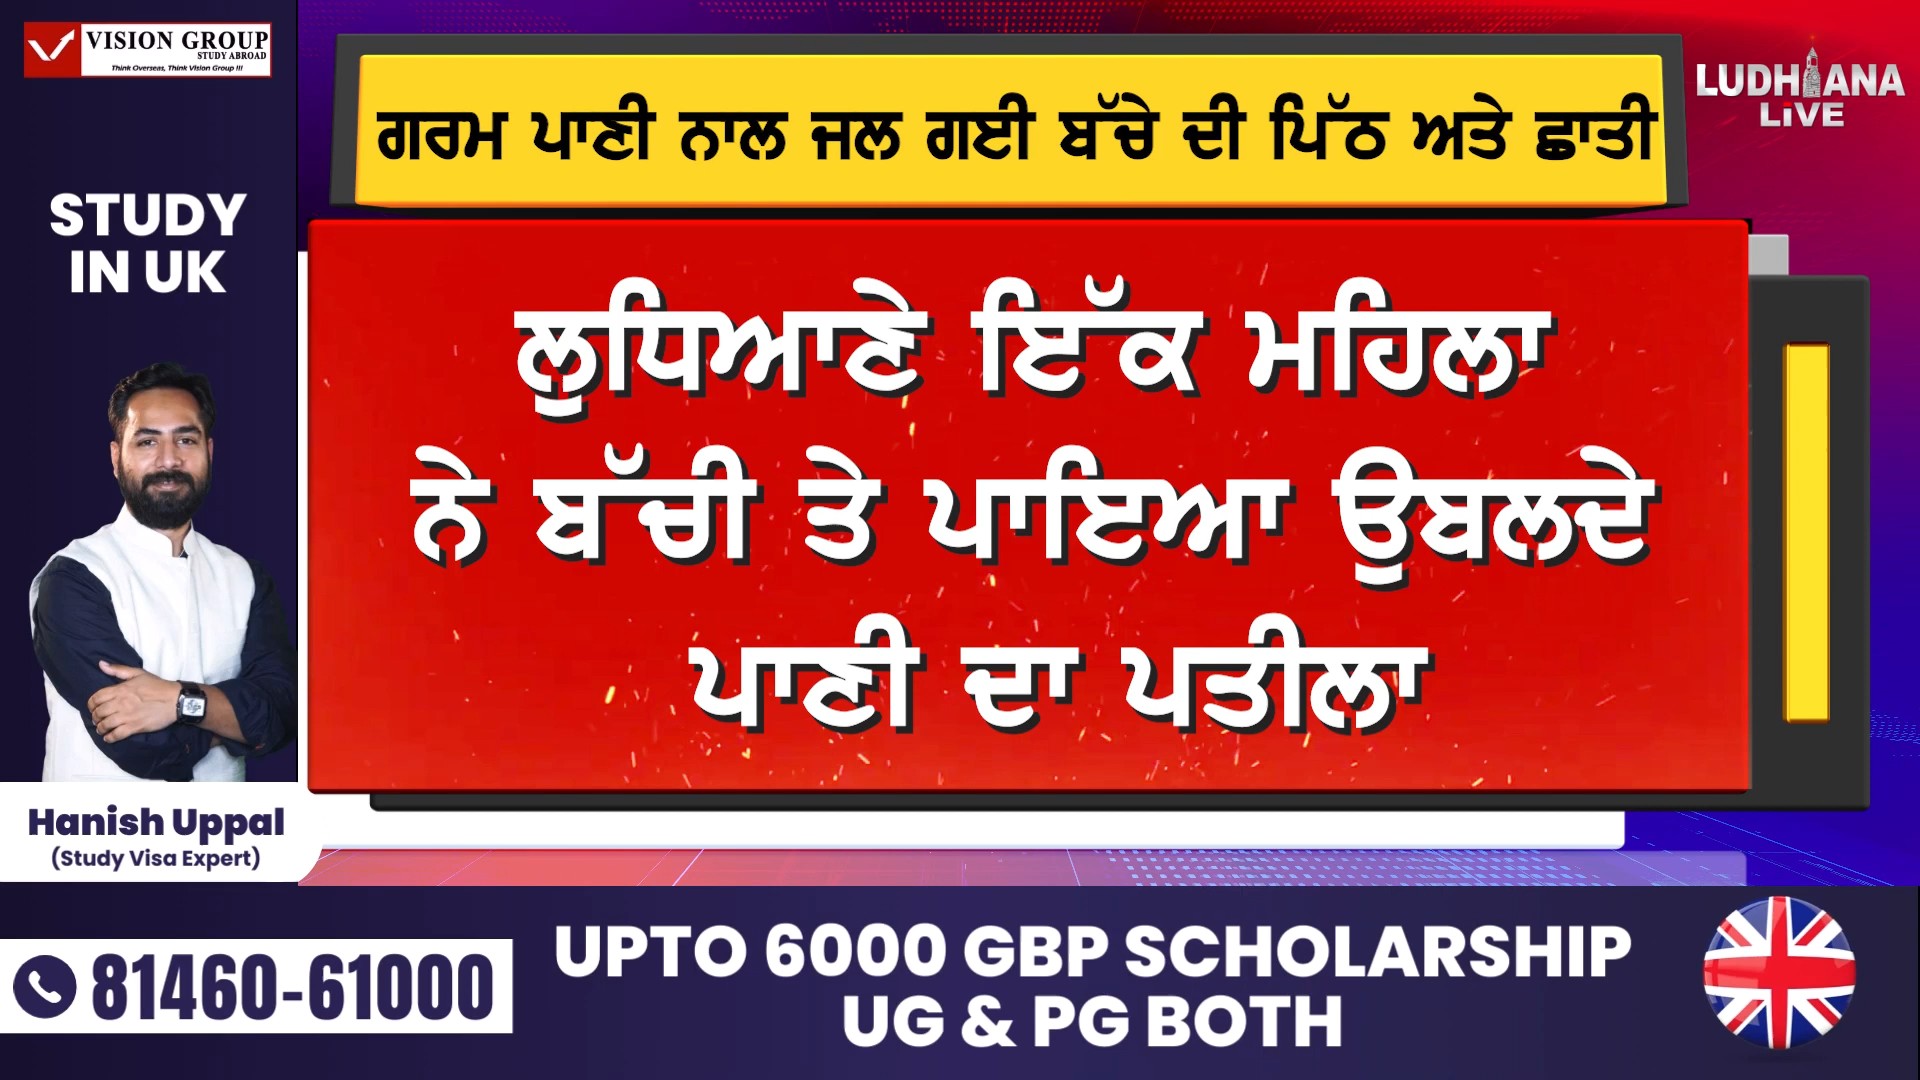 VISION GROUP
STUDY ABROAD
Think Overseas, Think Vision Group !!!
LUDHIANA
LiVE
ਗਰਮ ਪਾਣੀ ਨਾਲ ਜਲ ਗਈ ਬੱਚੇ ਦੀ ਪਿੱਠ ਅਤੇ ਛਾਤੀ
STUDY
IN UK
ਲੁਧਿਆਣੇ ਇੱਕ ਮਹਿਲਾ
ਨੇ ਬੱਚੀ ਤੇ ਪਾਇਆ ਉਬਲਦੇ
ਪਾਣੀ ਦਾ ਪਤੀਲਾ
Hanish Uppal
(Study Visa Expert)
81460-61000
UPTO 6000 GBP SCHOLARSHIP
UG & PG BOTH